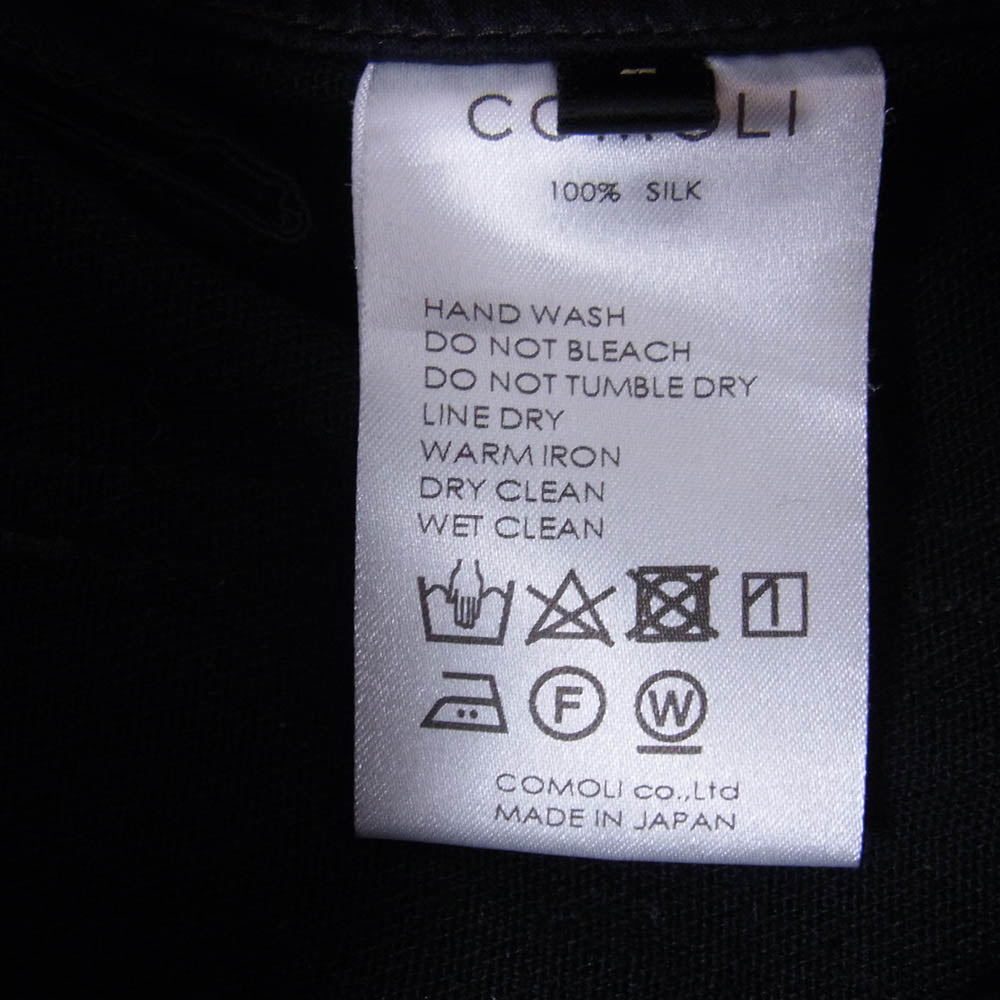 COMOLI
100% SILK
HAND WASH
DO NOT BLEACH
DO NOT TUMBLE DRY
LINE DRY
WARM IRON
DRY CLEAN
WET CLEAN
F W
COMOLI co.,Ltd
MADE IN JAPAN